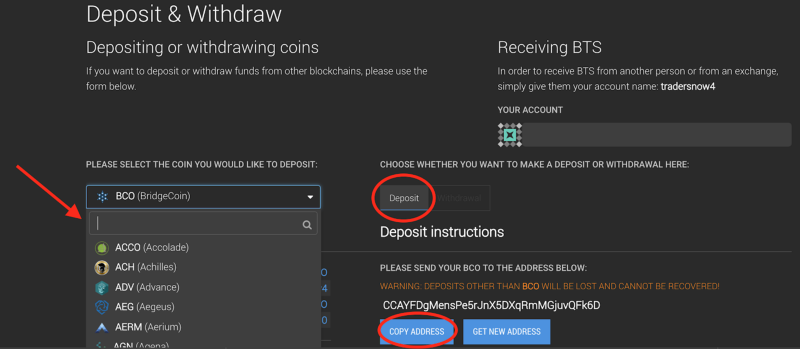 Deposit & Withdraw
Depositing or withdrawing coins
If you want to deposit or withdraw funds from other blockchains, please use the
form below.
Receiving BTS
In order to receive BTS from another person or from an exchange,
simply give them your account name: tradersnow4
YOUR ACCOUNT
PLEASE SELECT THE COIN YOU WOULD LIKE TO DEPOSIT:
BCO (BridgeCoin)
ACCO (Accolade)
ACH (Achilles)
ADV (Advance)
AEG (Aegeus)
AERM (Aerium)
AGN (Agena)
O
4
O
0
CHOOSE WHETHER YOU WANT TO MAKE A DEPOSIT OR WITHDRAWAL HERE:
Deposit
Deposit instructions
PLEASE SEND YOUR BCO TO THE ADDRESS BELOW:
WARNING: DEPOSITS OTHER THAN BCO WILL BE LOST AND CANNOT BE RECOVERED!
CCAYFDgMensPe5rJnX5DXqRmMGjuvQFk6D
COPY ADDRESS GET NEW ADDRESS